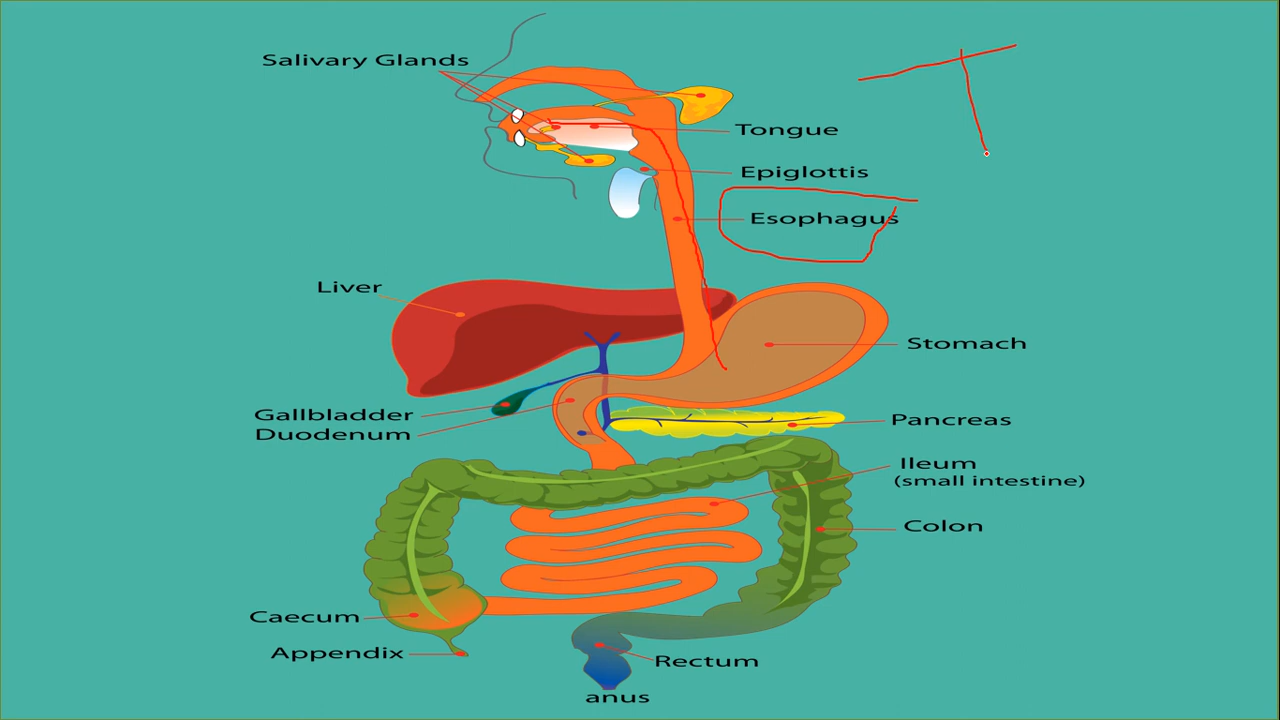 Salivary Glands
T
Tongue
Epiglottis
Esophagus
Liver
Stomach
Gallbladder
Duodenum
Pancreas
Ileum
(small intestine)
Colon
Caecum
Appendix
Rectum
anus